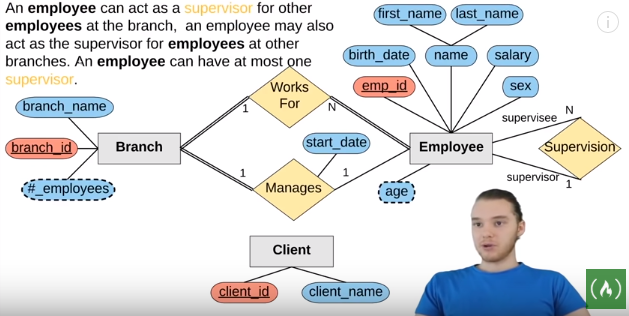 An employee can act as a supervisor for other
employees at the branch,  an employee may also
act as the supervisor for employees at other
branches. An employee can have at most one
supervisor.
first_name
last_name
birth_date
name
salary
emp_id
sex
branch_name
Works
For
1
N
supervisee
N
branch_id
Branch
start_date
Employee
Supervision
#_employees
1
Manages
1
supervisor
1
age
Client
client_id
client_name